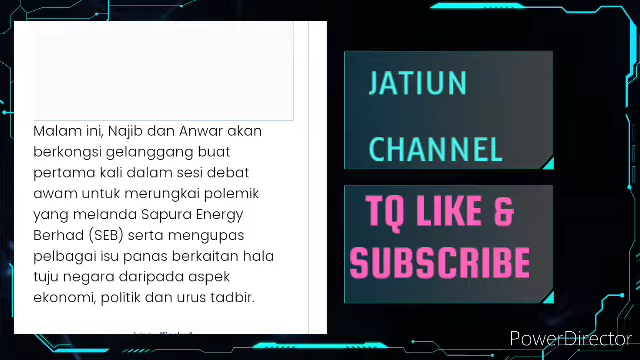 Malam ini, Najib dan Anwar akan
berkongsi gelanggang buat
pertama kali dalam sesi debat
awam untuk merungkai polemik
yang melanda Sapura Energy
Berhad (SEB) serta mengupas
pelbagai isu panas berkaitan hala
tuju negara daripada aspek
ekonomi, politik dan urus tadbir.
JATIUN
CHANNEL
TQ LIKE &
SUBSCRIBE
PowerDirector